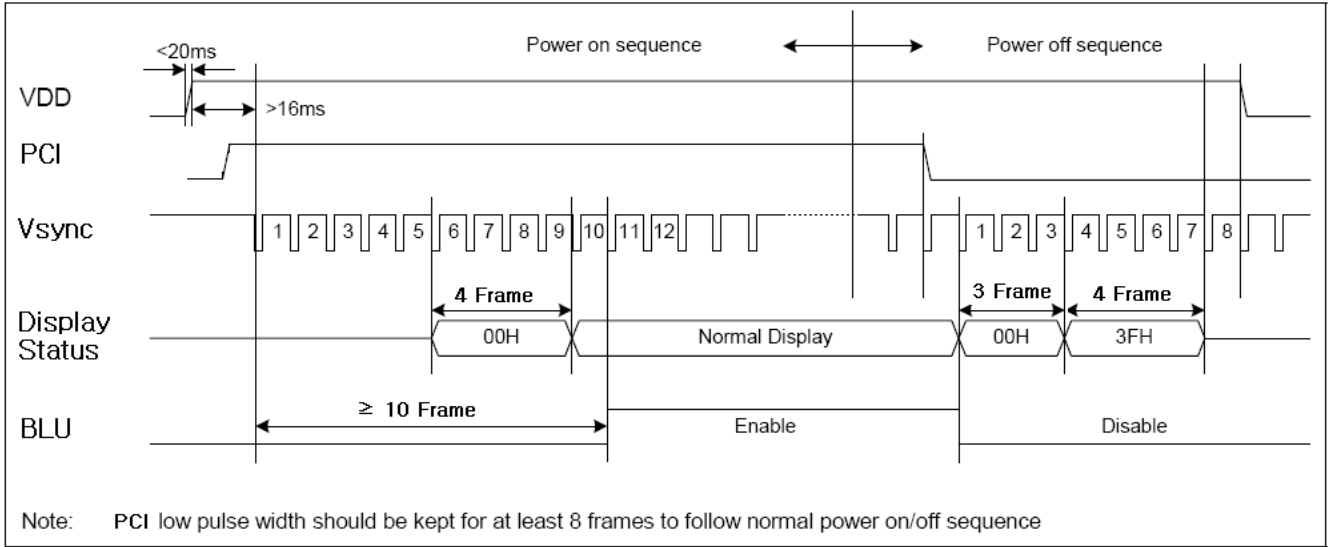 Power on sequence
Power off sequence
<20ms
VDD
>16ms
PCI
Vsync
1 2 3 4 5 6 7 8 9 10 11 12
1 2 3 4 5 6 7 8
4 Frame
3 Frame
4 Frame
Display
Status
00H
Normal Display
00H
3FH
≥ 10 Frame
BLU
Enable
Disable
Note: PCI low pulse width should be kept for at least 8 frames to follow normal power on/off sequence